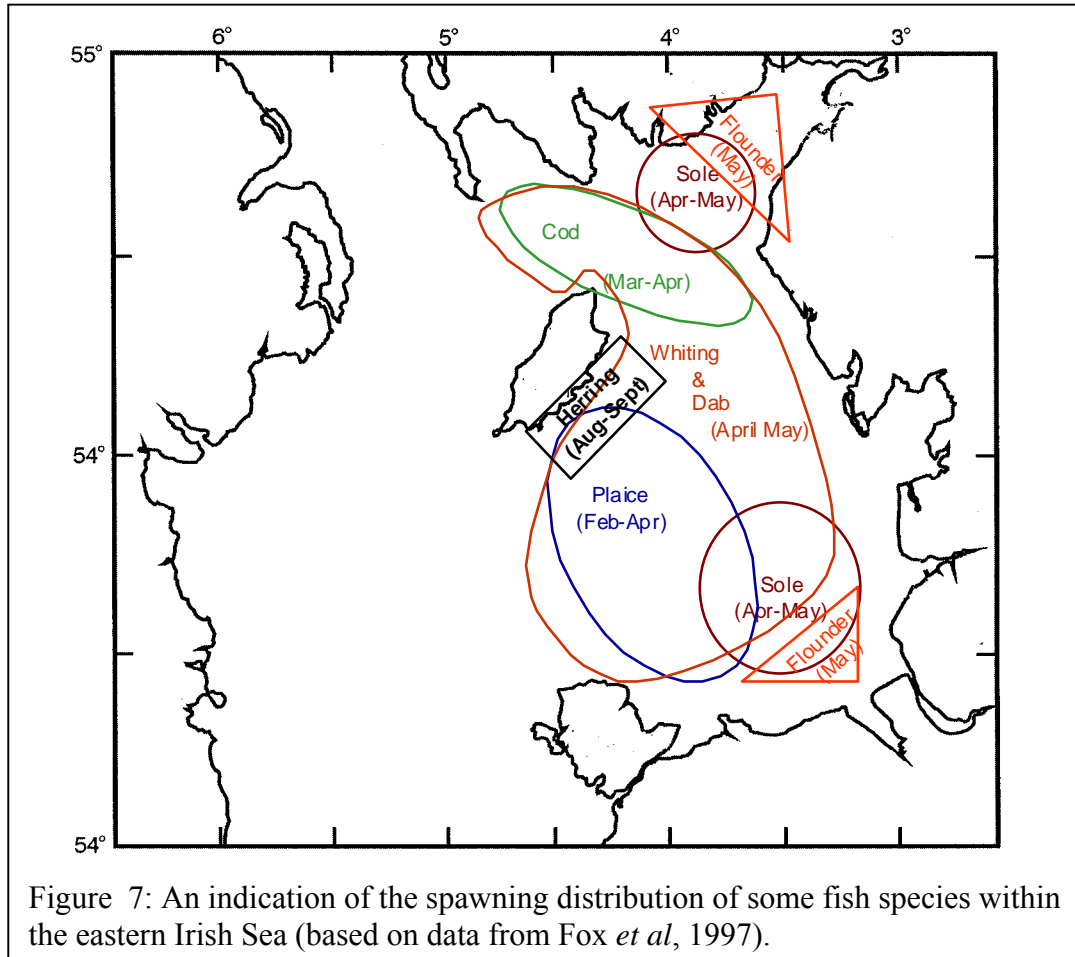 6° 5° 4° 3°
55°
Flounder
(May)
Sole
(Apr-May)
Cod
(Mar-Apr)
Whiting
&
Dab
(April May)
Herring
(Aug-Sept)
54°
Plaice
(Feb-Apr)
Sole
(Apr-May)
Flounder
(May)
54°
Figure 7: An indication of the spawning distribution of some fish species within
the eastern Irish Sea (based on data from Fox et al, 1997).